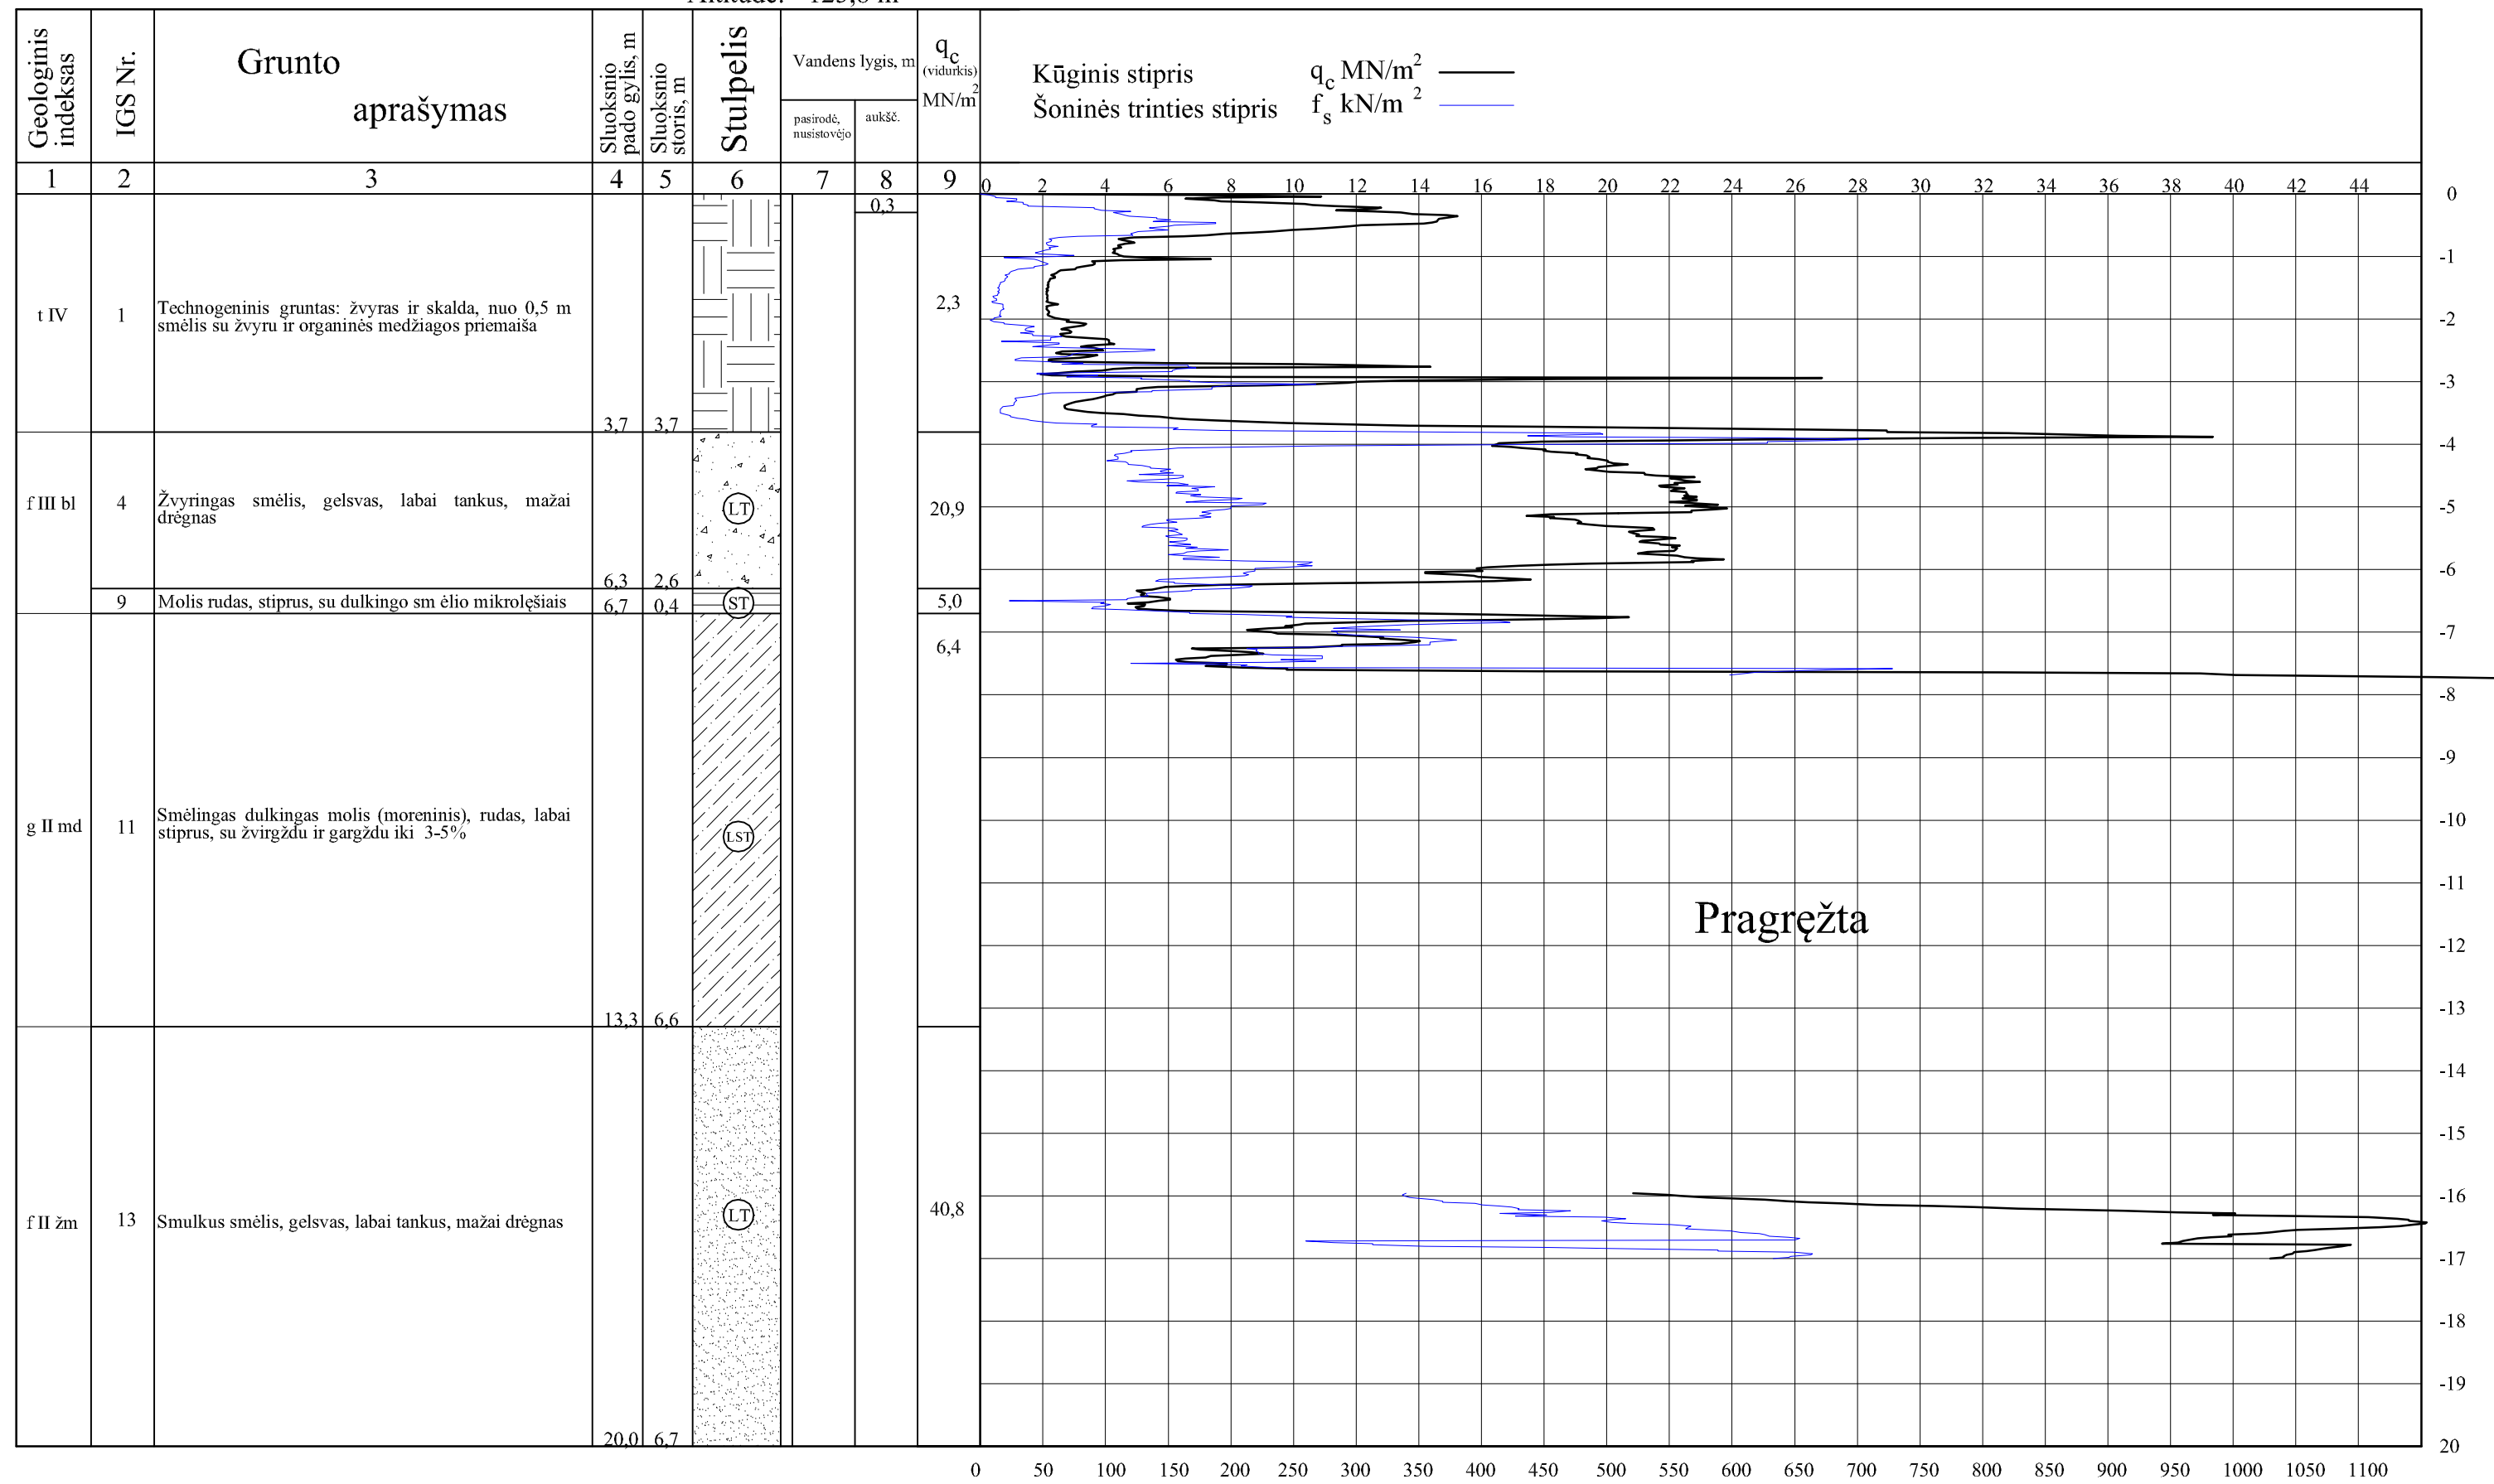 Altitudė: 123,8 m
Geologinis indeksas
IGS Nr.
Grunto
aprašymas
Sluoksnio pado gylis, m
Sluoksnio storis, m
Stulpelis
Vandens lygis, m
pasirodė, nusistovėjo
aukšč.
qc
(vidurkis)
MN/m2
Kūginis stipris qc MN/m2
Šoninės trinties stipris fs kN/m 2
1 2 3 4 5 6 7 8 9
0 2 4 6 8 10 12 14 16 18 20 22 24 26 28 30 32 34 36 38 40 42 44
0
0,3
-1
t IV 1 Technogeninis gruntas: žvyras ir skalda, nuo 0,5 m
smėlis su žvyru ir organinės medžiagos priemaiša
2,3
-2
-3
3,7 3,7
-4
f III bl 4 Žvyringas smėlis, gelsvas, labai tankus, mažai
drėgnas
LT
20,9
-5
-6
6,3 2,6
9 Molis rudas, stiprus, su dulkingo sm ėlio mikrolęšiais 6,7 0,4 ST 5,0
-7
6,4
-8
-9
g II md 11 Smėlingas dulkingas molis (moreninis), rudas, labai
stiprus, su žvirgždu ir gargždu iki 3-5%
LST
-10
-11
Pragręžta
-12
-13
13,3 6,6
-14
-15
-16
f II žm 13 Smulkus smėlis, gelsvas, labai tankus, mažai drėgnas LT 40,8
-17
-18
-19
20,0 6,7
20
0 50 100 150 200 250 300 350 400 450 500 550 600 650 700 750 800 850 900 950 1000 1050 1100